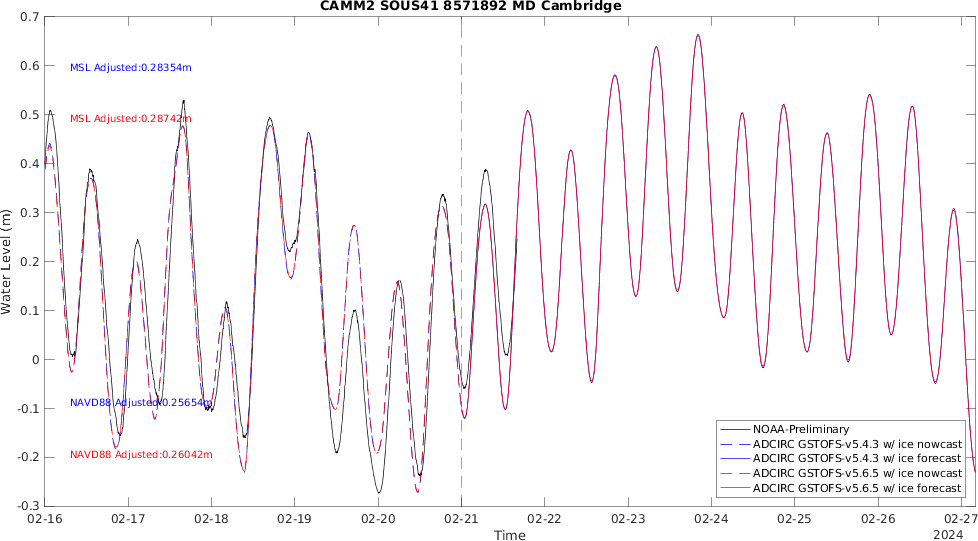 CAMM2 SOUS41 8571892 MD Cambridge
0.7
0.6
0.5
0.4
0.3
0.2
0.1
0
-0.1
-0.2
-0.3
Water Level (m)
MSL Adjusted:0.28354m
MSL Adjusted:0.28742m
NAVD88 Adjusted:0.25654m
NAVD88 Adjusted:0.26042m
NOAA-Preliminary
ADCIRC GSTOFS-v5.4.3 w/ ice nowcast
ADCIRC GSTOFS-v5.4.3 w/ ice forecast
ADCIRC GSTOFS-v5.6.5 w/ ice nowcast
ADCIRC GSTOFS-v5.6.5 w/ ice forecast
02-16 02-17 02-18 02-19 02-20 02-21 02-22 02-23 02-24 02-25 02-26 02-27
Time
2024